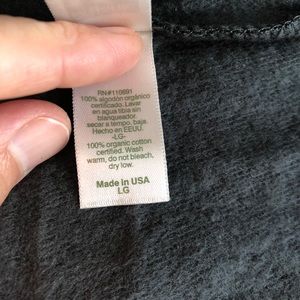 RN#110691
100% algodón orgánico
certificado. Lavar
en agua tibia sin
blanqueador.
secar a tempo. baja.
Hecho en EEUU.
-LG-
100% organic cotton
certified. Wash
warm, do not bleach,
dry low.
Made in USA
LG